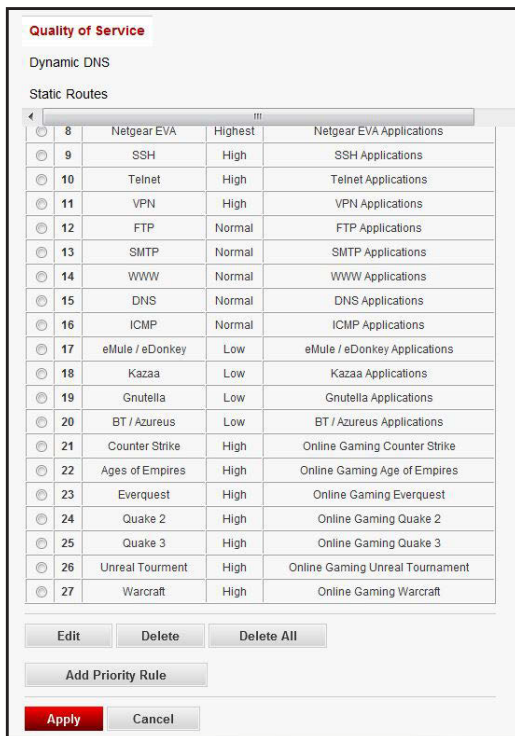 Quality of Service
Dynamic DNS
Static Routes
8 Netgear EVA Highest Netgear EVA Applications
9 SSH High SSH Applications
10 Telnet High Telnet Applications
11 VPN High VPN Applications
12 FTP Normal FTP Applications
13 SMTP Normal SMTP Applications
14 WWW Normal WWW Applications
15 DNS Normal DNS Applications
16 ICMP Normal ICMP Applications
17 eMule / eDonkey Low eMule / eDonkey Applications
18 Kazaa Low Kazaa Applications
19 Gnutella Low Gnutella Applications
20 BT / Azureus Low BT / Azureus Applications
21 Counter Strike High Online Gaming Counter Strike
22 Ages of Empires High Online Gaming Age of Empires
23 Everquest High Online Gaming Everquest
24 Quake 2 High Online Gaming Quake 2
25 Quake 3 High Online Gaming Quake 3
26 Unreal Tourment High Online Gaming Unreal Tournament
27 Warcraft High Online Gaming Warcraft
Edit Delete Delete All
Add Priority Rule
Apply Cancel